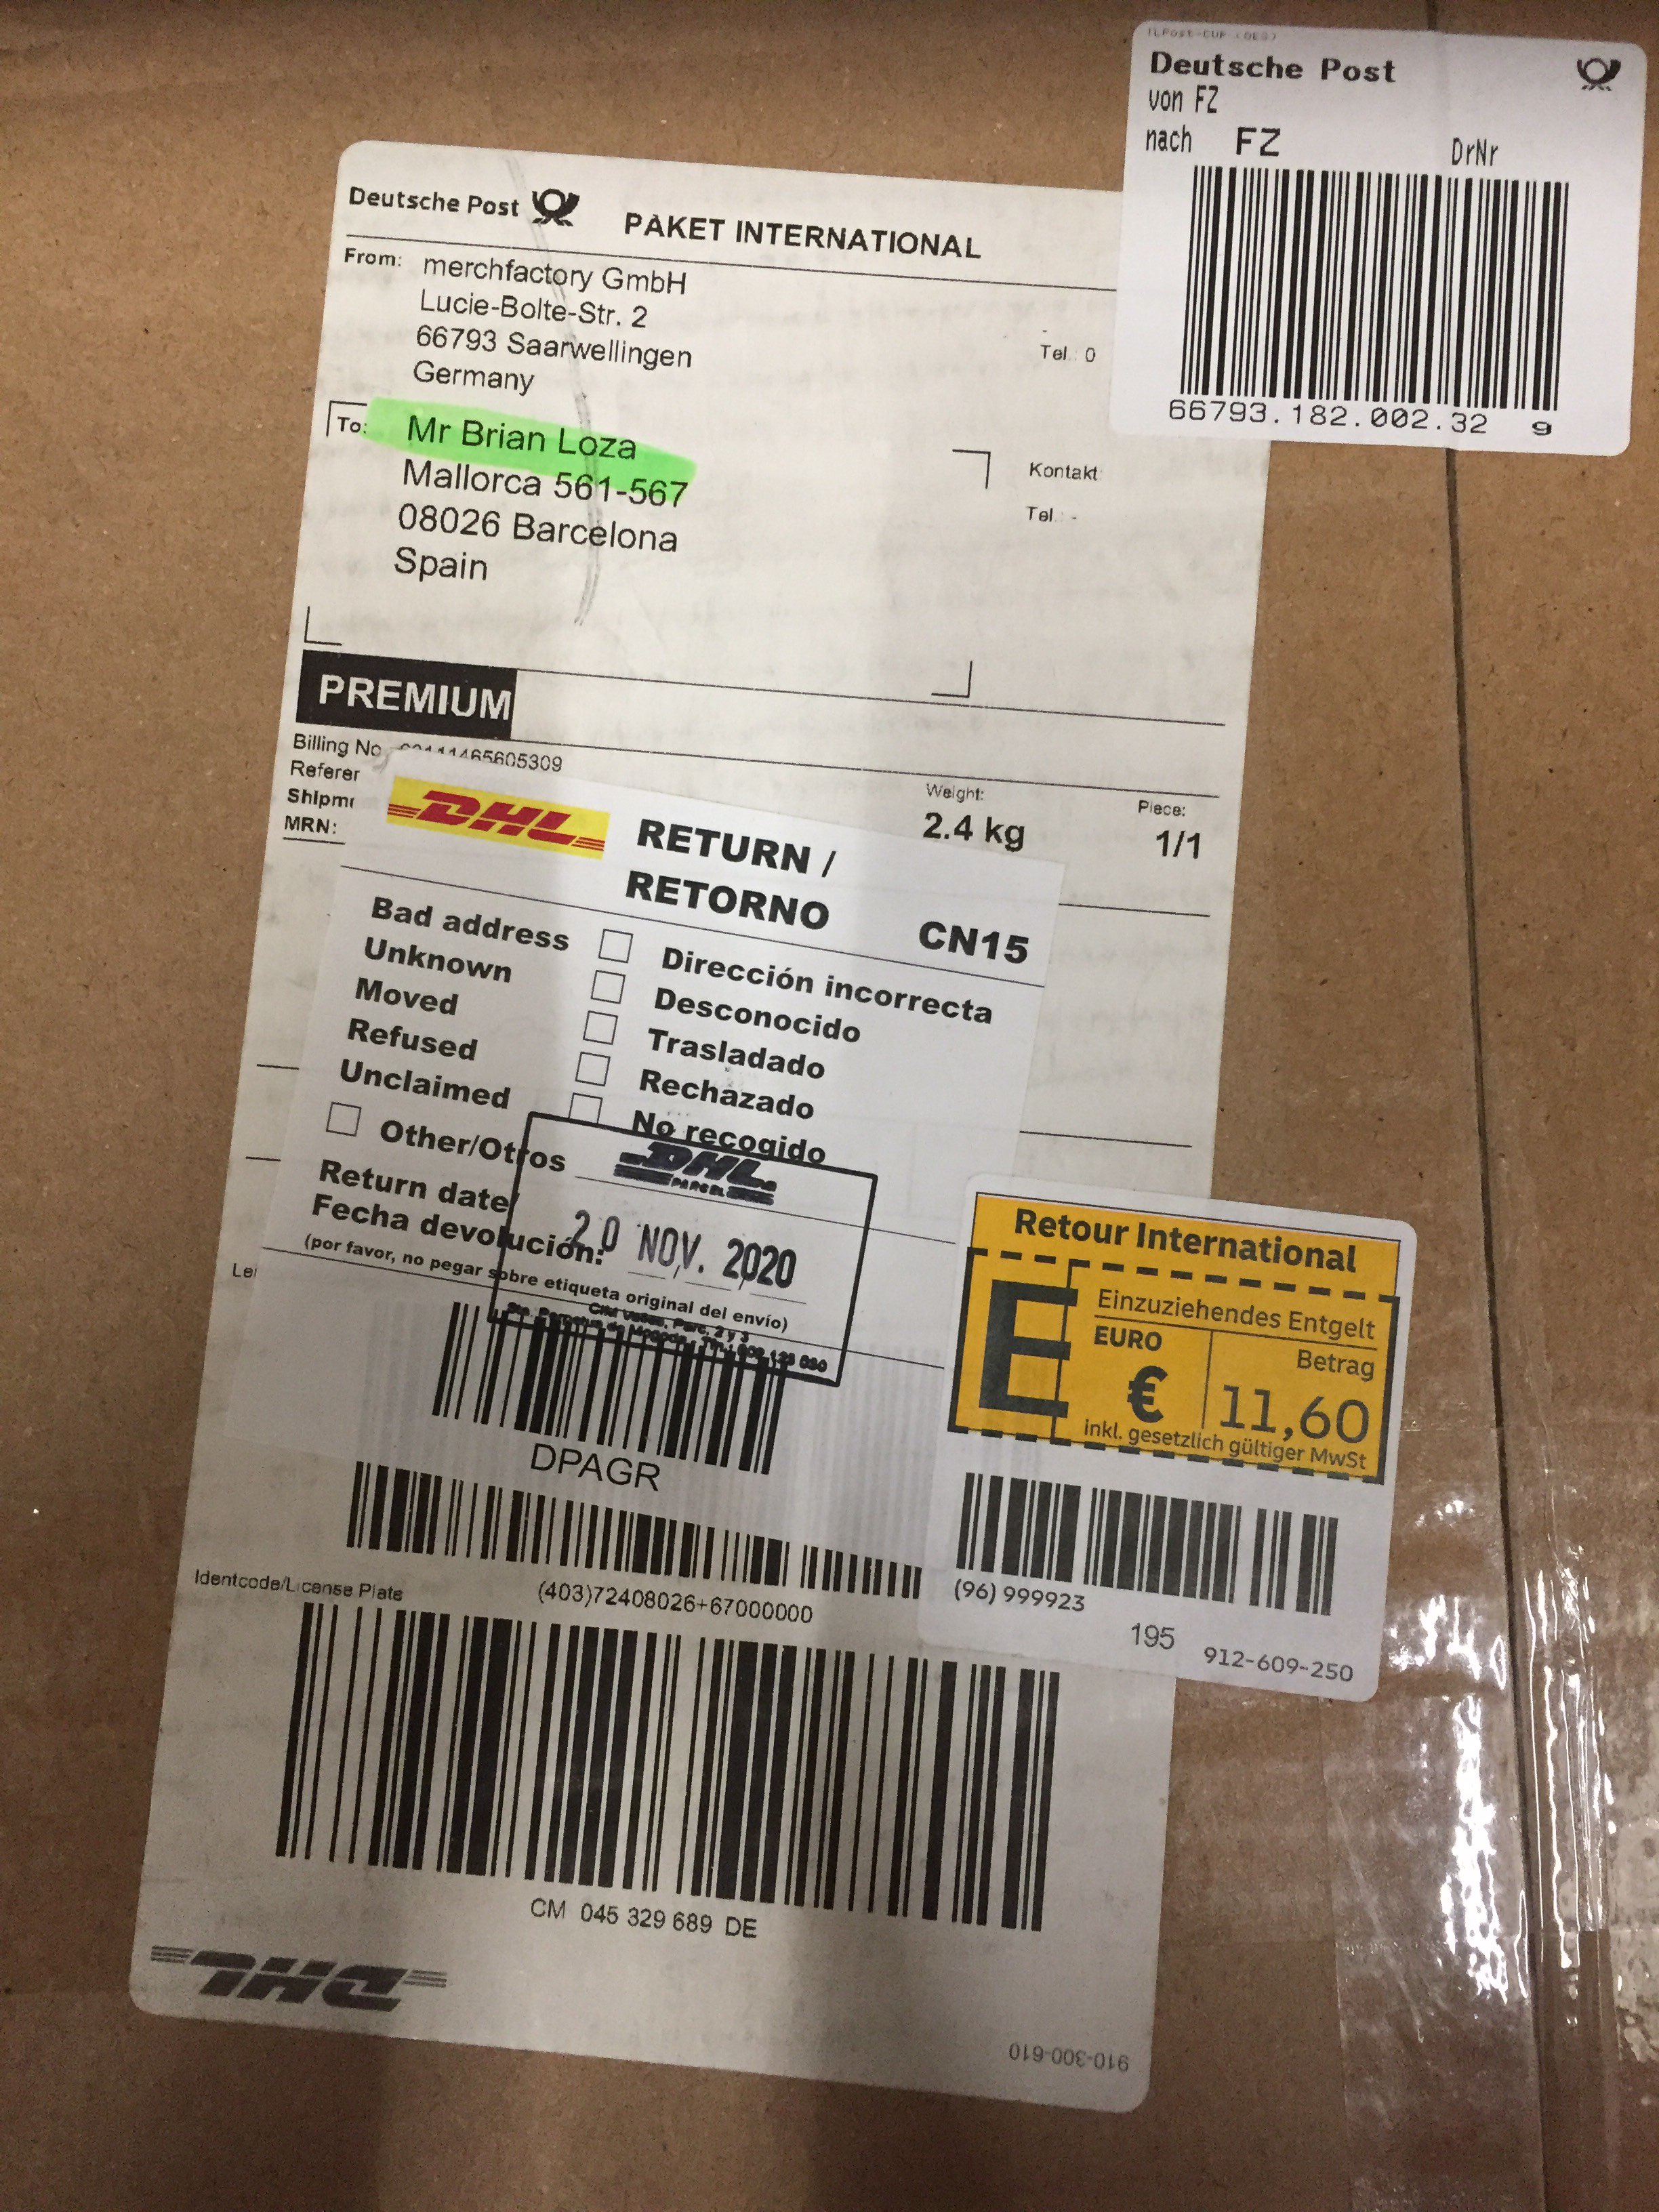 Deutsche Post
von FZ
nach FZ DrNr
66793.182.002.32 9
Deutsche Post PAKET INTERNATIONAL
From: merchfactory GmbH
Lucie-Bolte-Str. 2
66793 Saarwellingen
Germany
Tel.: 0
To: Mr Brian Loza
Mallorca 561-567
08026 Barcelona
Spain
Kontakt
Tel.: -
PREMIUM
Billing No 465605309
Weight:
2.4 kg
Piece:
1/1
MRN:
DHL RETURN /
RETORNO CN15
Bad address Dirección incorrecta
Unknown Desconocido
Moved Trasladado
Refused Rechazado
Unclaimed No recogido
Other/Otros
DHL
PARCEL
Return date/
Fecha devolución:
20 NOV. 2020
(por favor, no pegar sobre etiqueta original del envío)
DPAGR
Retour International
E
Einzuziehendes Entgelt
EURO Betrag
€ 11,60
inkl. gesetzlich gültiger MwSt
(96) 999923
195 912-609-250
Identcode/License Plate (403)72408026+67000000
CM 045 329 689 DE
DHL
910-300-610